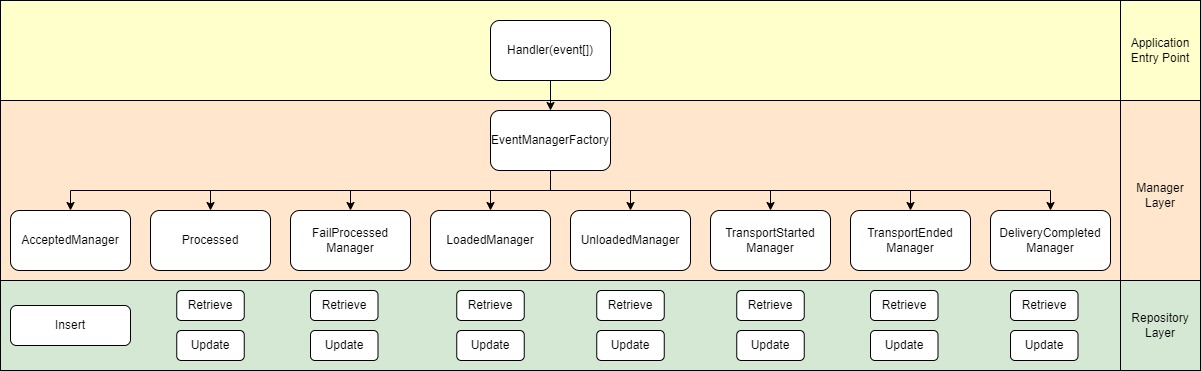 Handler(event[])
Application
Entry Point
EventManagerFactory
Manager
Layer
AcceptedManager
Processed
FailProcessed
Manager
LoadedManager
UnloadedManager
TransportStarted
Manager
TransportEnded
Manager
DeliveryCompleted
Manager
Insert
Retrieve
Retrieve
Retrieve
Retrieve
Retrieve
Retrieve
Retrieve
Update
Update
Update
Update
Update
Update
Update
Repository
Layer